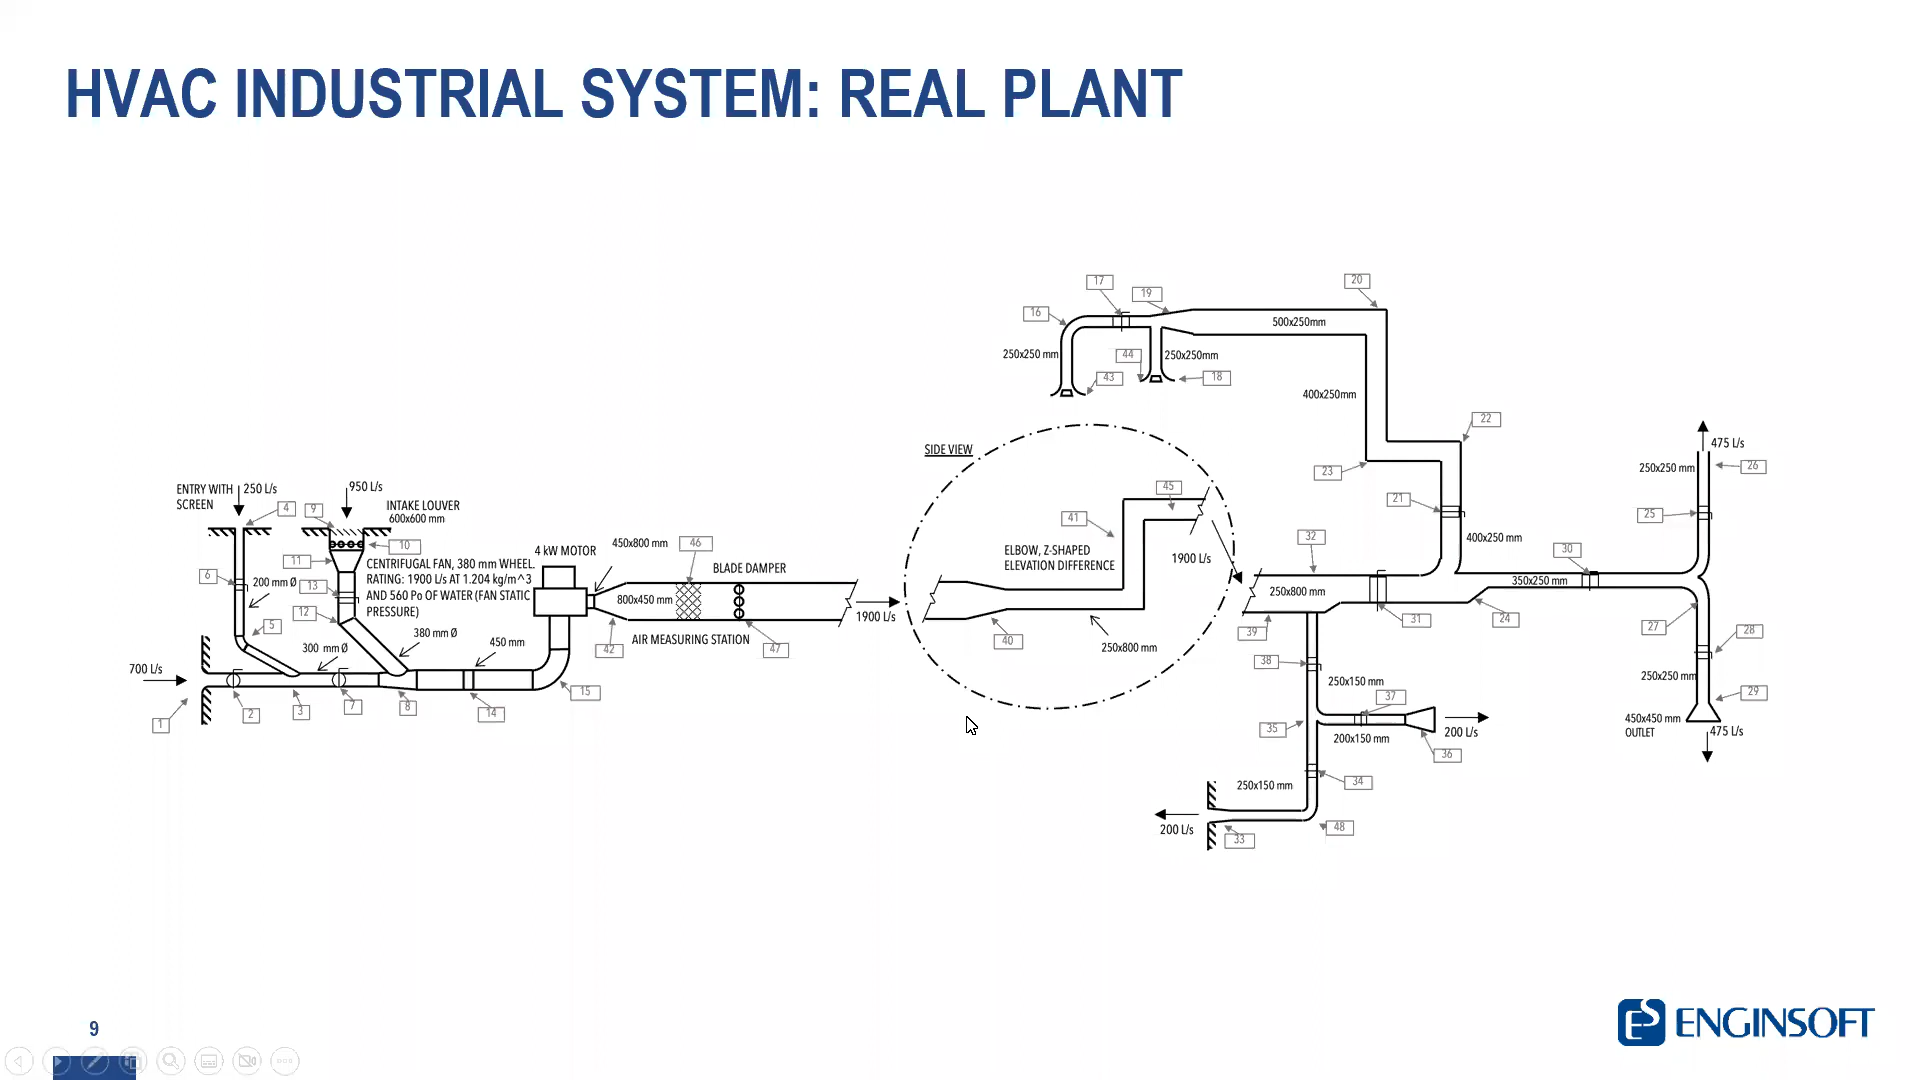 HVAC INDUSTRIAL SYSTEM: REAL PLANT
17
20
19
16
500x250mm
250x250 mm
44
250x250mm
43
18
400x250mm
22
SIDE VIEW
475 L/s
250x250 mm
26
23
45
ENTRY WITH
SCREEN
250 L/s
950 L/s
4
9
INTAKE LOUVER
600x600 mm
21
41
25
10
11
4 kW MOTOR
450x800 mm
46
BLADE DAMPER
ELBOW, Z-SHAPED
ELEVATION DIFFERENCE
1900 L/s
32
400x250 mm
30
CENTRIFUGAL FAN, 380 mm WHEEL.
RATING: 1900 L/s AT 1.204 kg/m^3
AND 560 Po OF WATER (FAN STATIC
PRESSURE)
6
200 mm Ø
13
12
800x450 mm
1900 L/s
250x800 mm
350x250 mm
31
24
5
300 mm Ø
380 mm Ø
450 mm
42
AIR MEASURING STATION
47
40
250x800 mm
39
27
28
700 L/s
38
250x150 mm
250x250 mm
29
1
2
3
7
8
14
15
37
35
200x150 mm
200 L/s
36
450x450 mm
OUTLET
475 L/s
250x150 mm
34
200 L/s
33
48
9
ENGINSOFT